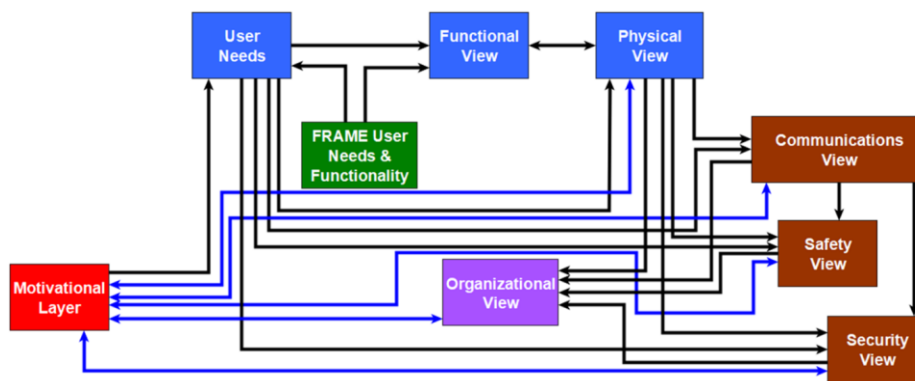 User
Needs
Functional
View
Physical
View
FRAME User
Needs &
Functionality
Communications
View
Safety
View
Motivational
Layer
Organizational
View
Security
View